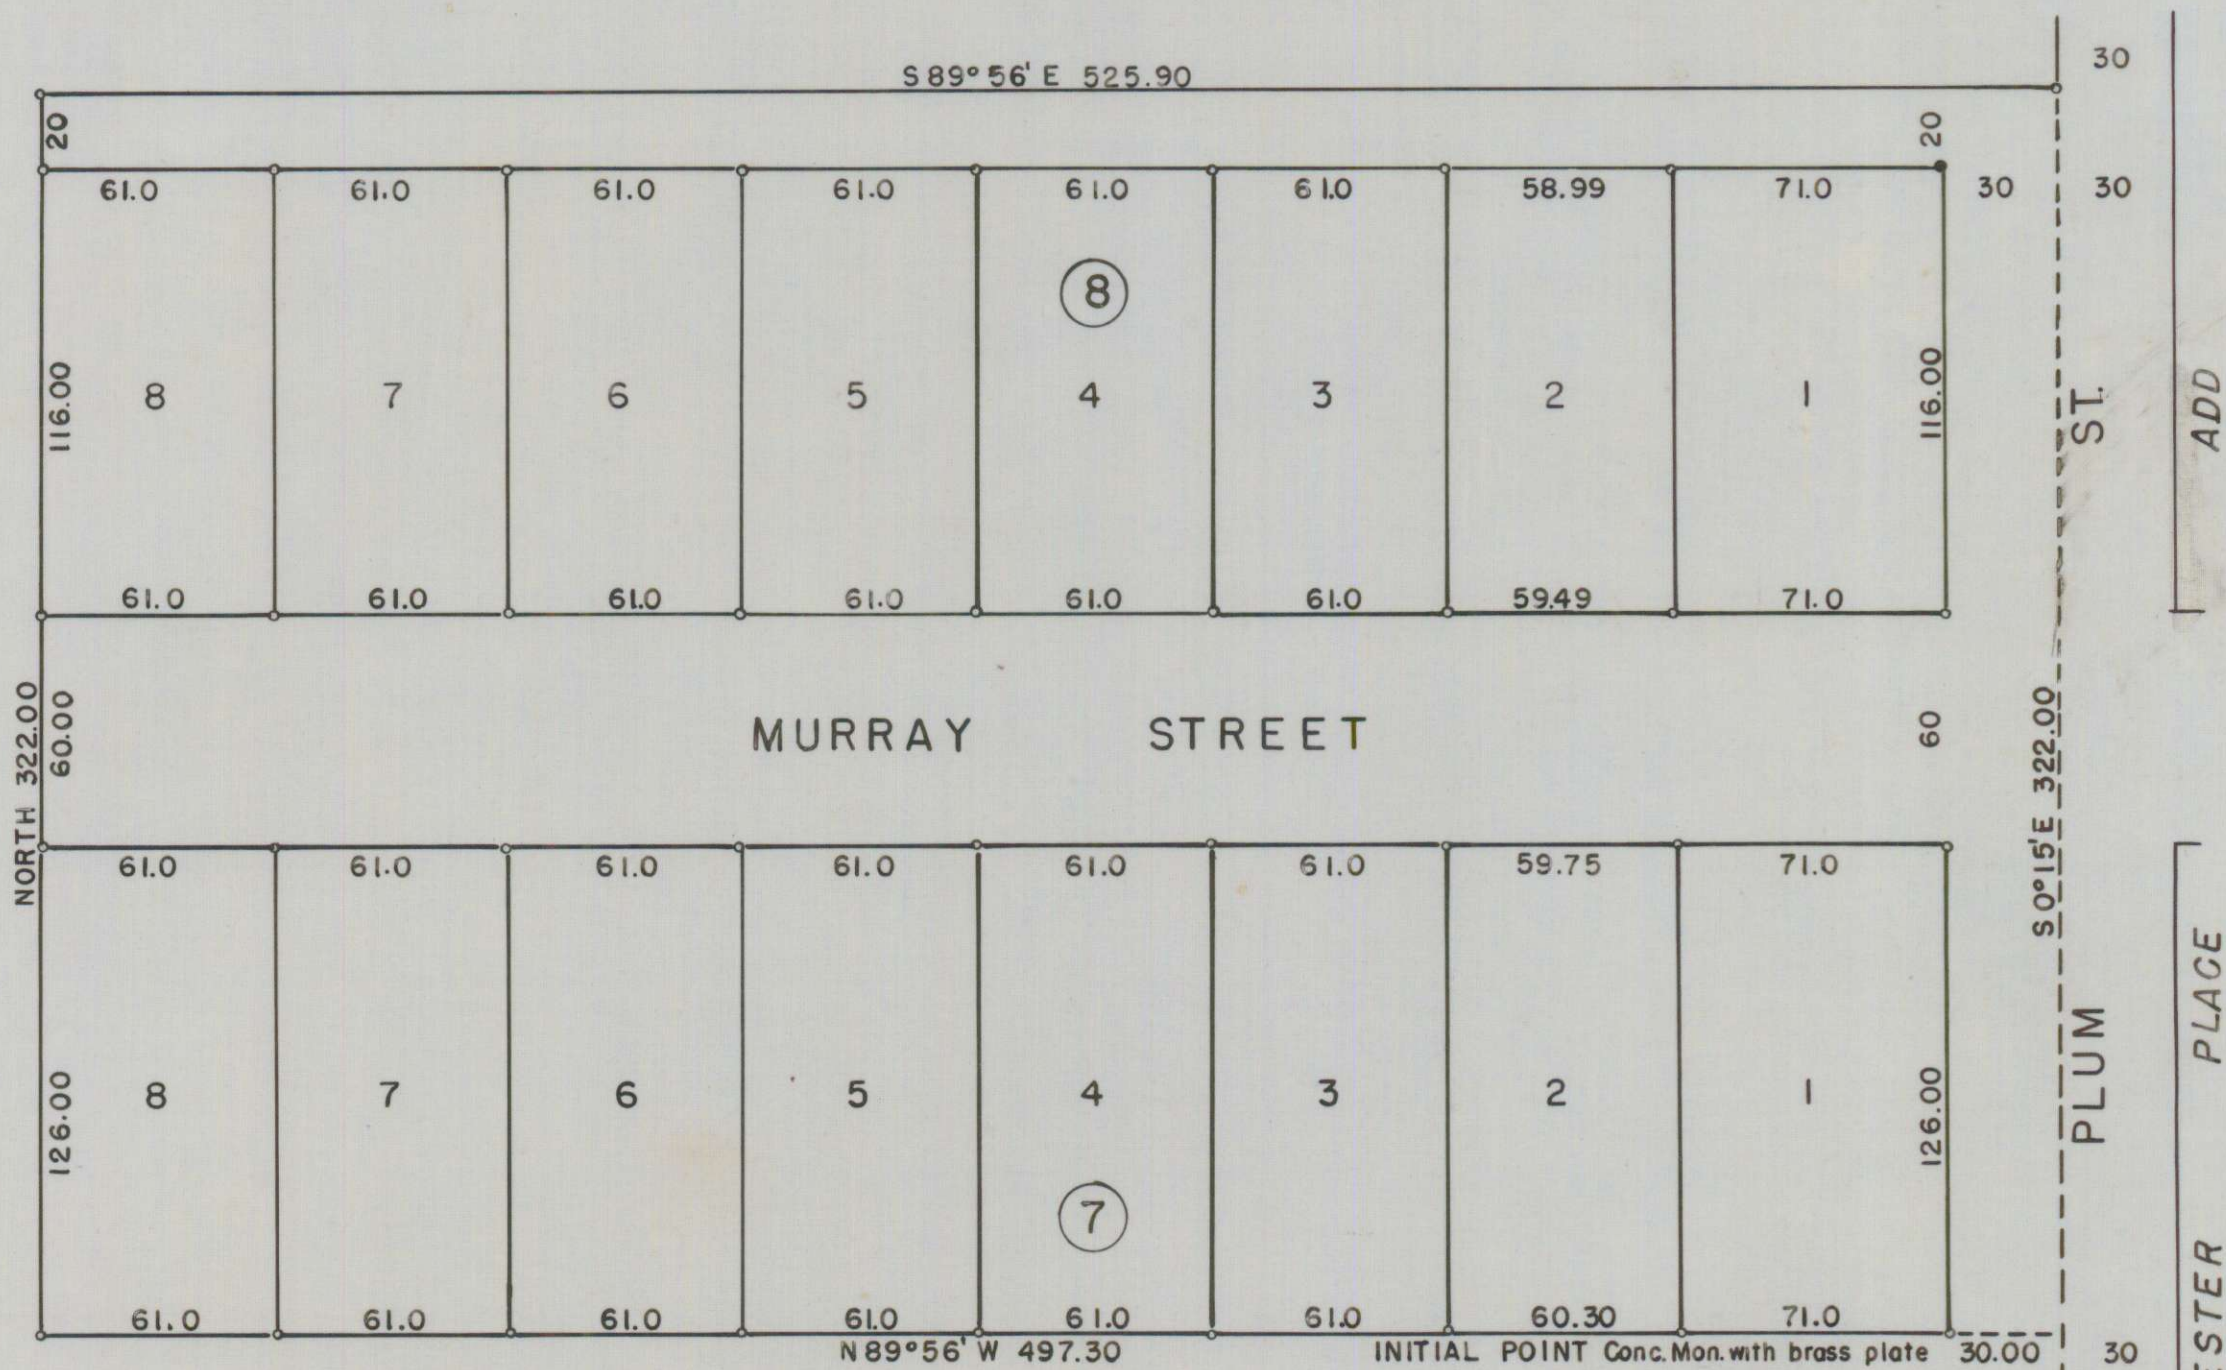 S 89° 56' E 525.90
30
20
20
61.0 61.0 61.0 61.0 61.0 61.0 58.99 71.0
30 30
8
116.00
8 7 6 5 4 3 2 1
116.00
ST.
ADD
61.0 61.0 61.0 61.0 61.0 61.0 59.49 71.0
NORTH 322.00
60.00
MURRAY STREET
60
S 0° 15' E 322.00
61.0 61.0 61.0 61.0 61.0 61.0 59.75 71.0
PLACE
126.00
8 7 6 5 4 3 2 1
126.00
PLUM
7
61.0 61.0 61.0 61.0 61.0 61.0 60.30 71.0
N 89° 56' W 497.30
INITIAL POINT Conc. Mon. with brass plate 30.00 30